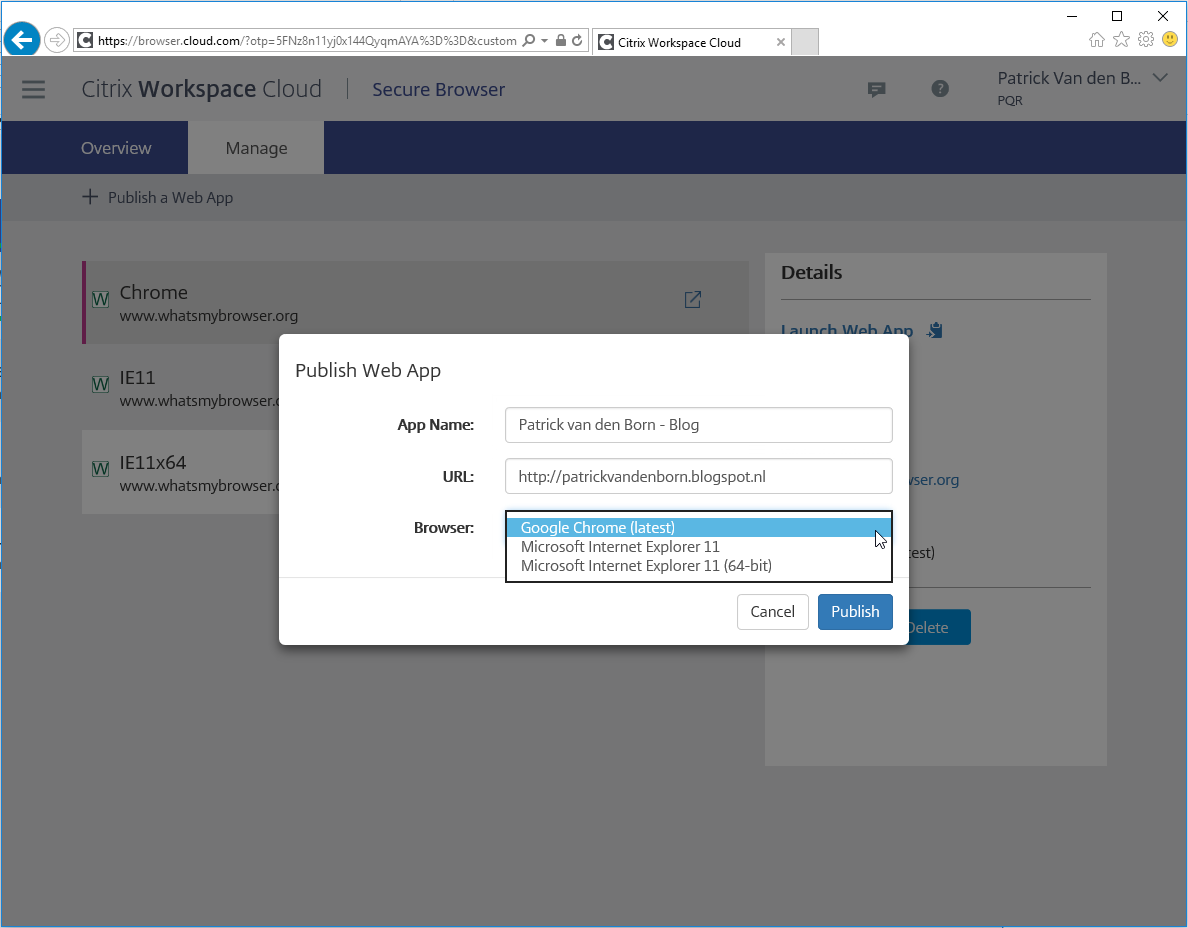 https://browser.cloud.com/?otp=5FNz8n11yj0x144QyqmAYA%3D%3D&custom
Citrix Workspace Cloud
Citrix Workspace Cloud
Secure Browser
Patrick Van den B...
PQR
Overview
Manage
Publish a Web App
Chrome
www.whatsmybrowser.org
IE11
www.whatsmybrowser.
IE11x64
www.whatsmybrowser.
Details
Launch Web App
ser.org
est)
Delete
Publish Web App
App Name:
Patrick van den Born - Blog
URL:
http://patrickvandenborn.blogspot.nl
Browser:
Google Chrome (latest)
Microsoft Internet Explorer 11
Microsoft Internet Explorer 11 (64-bit)
Cancel
Publish